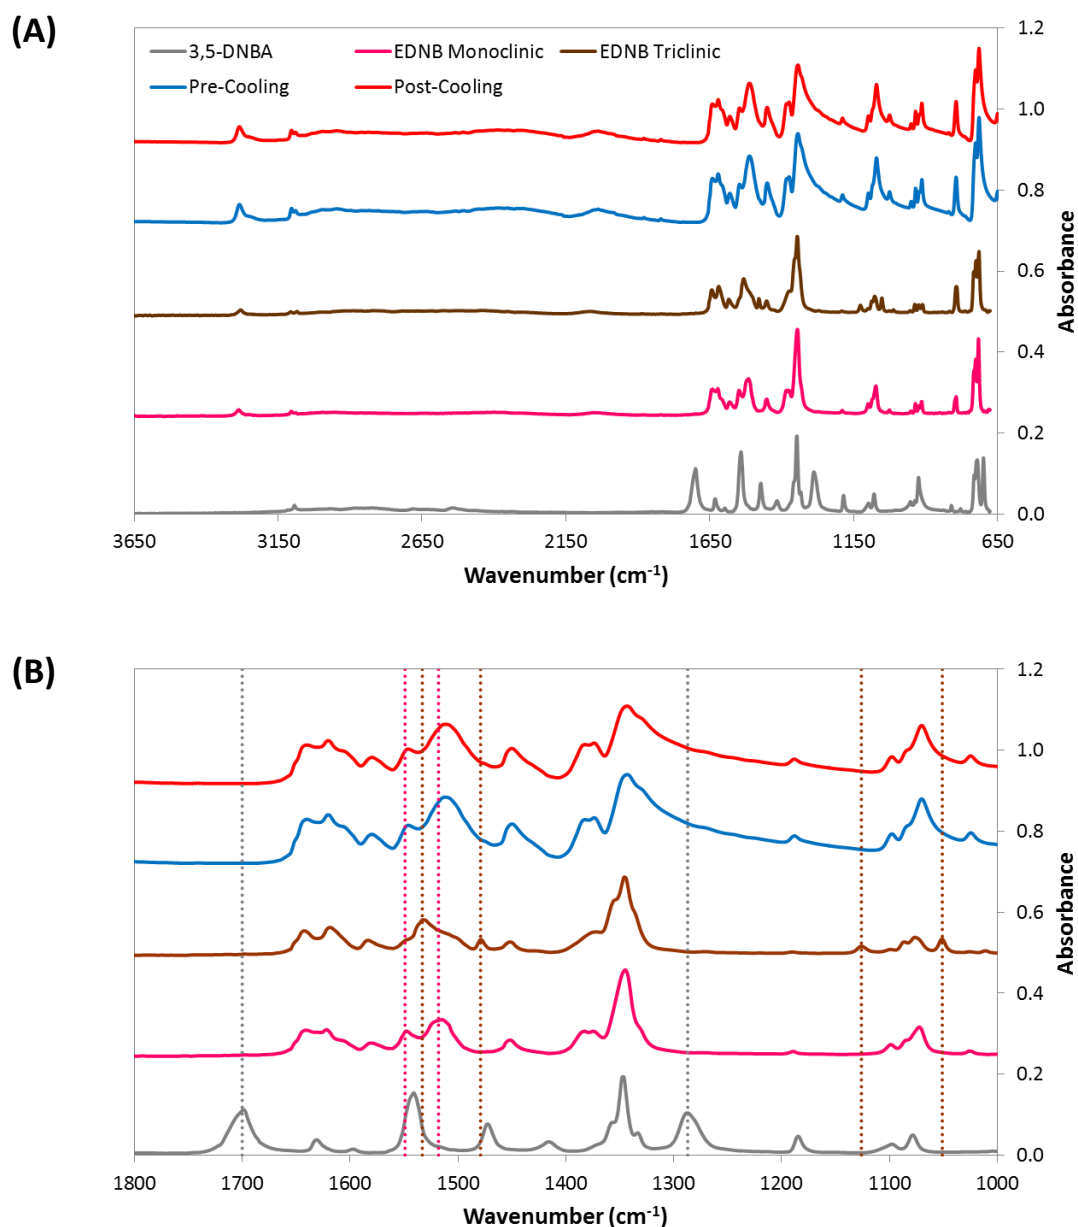 (A)
3,5-DNBA EDNB Monoclinic EDNB Triclinic
Pre-Cooling Post-Cooling
1.2
1.0
0.8
0.6
0.4
0.2
0.0
Absorbance
3650 3150 2650 2150 1650 1150 650
Wavenumber (cm-1)
(B)
1.2
1.0
0.8
0.6
0.4
0.2
0.0
Absorbance
1800 1700 1600 1500 1400 1300 1200 1100 1000
Wavenumber (cm-1)